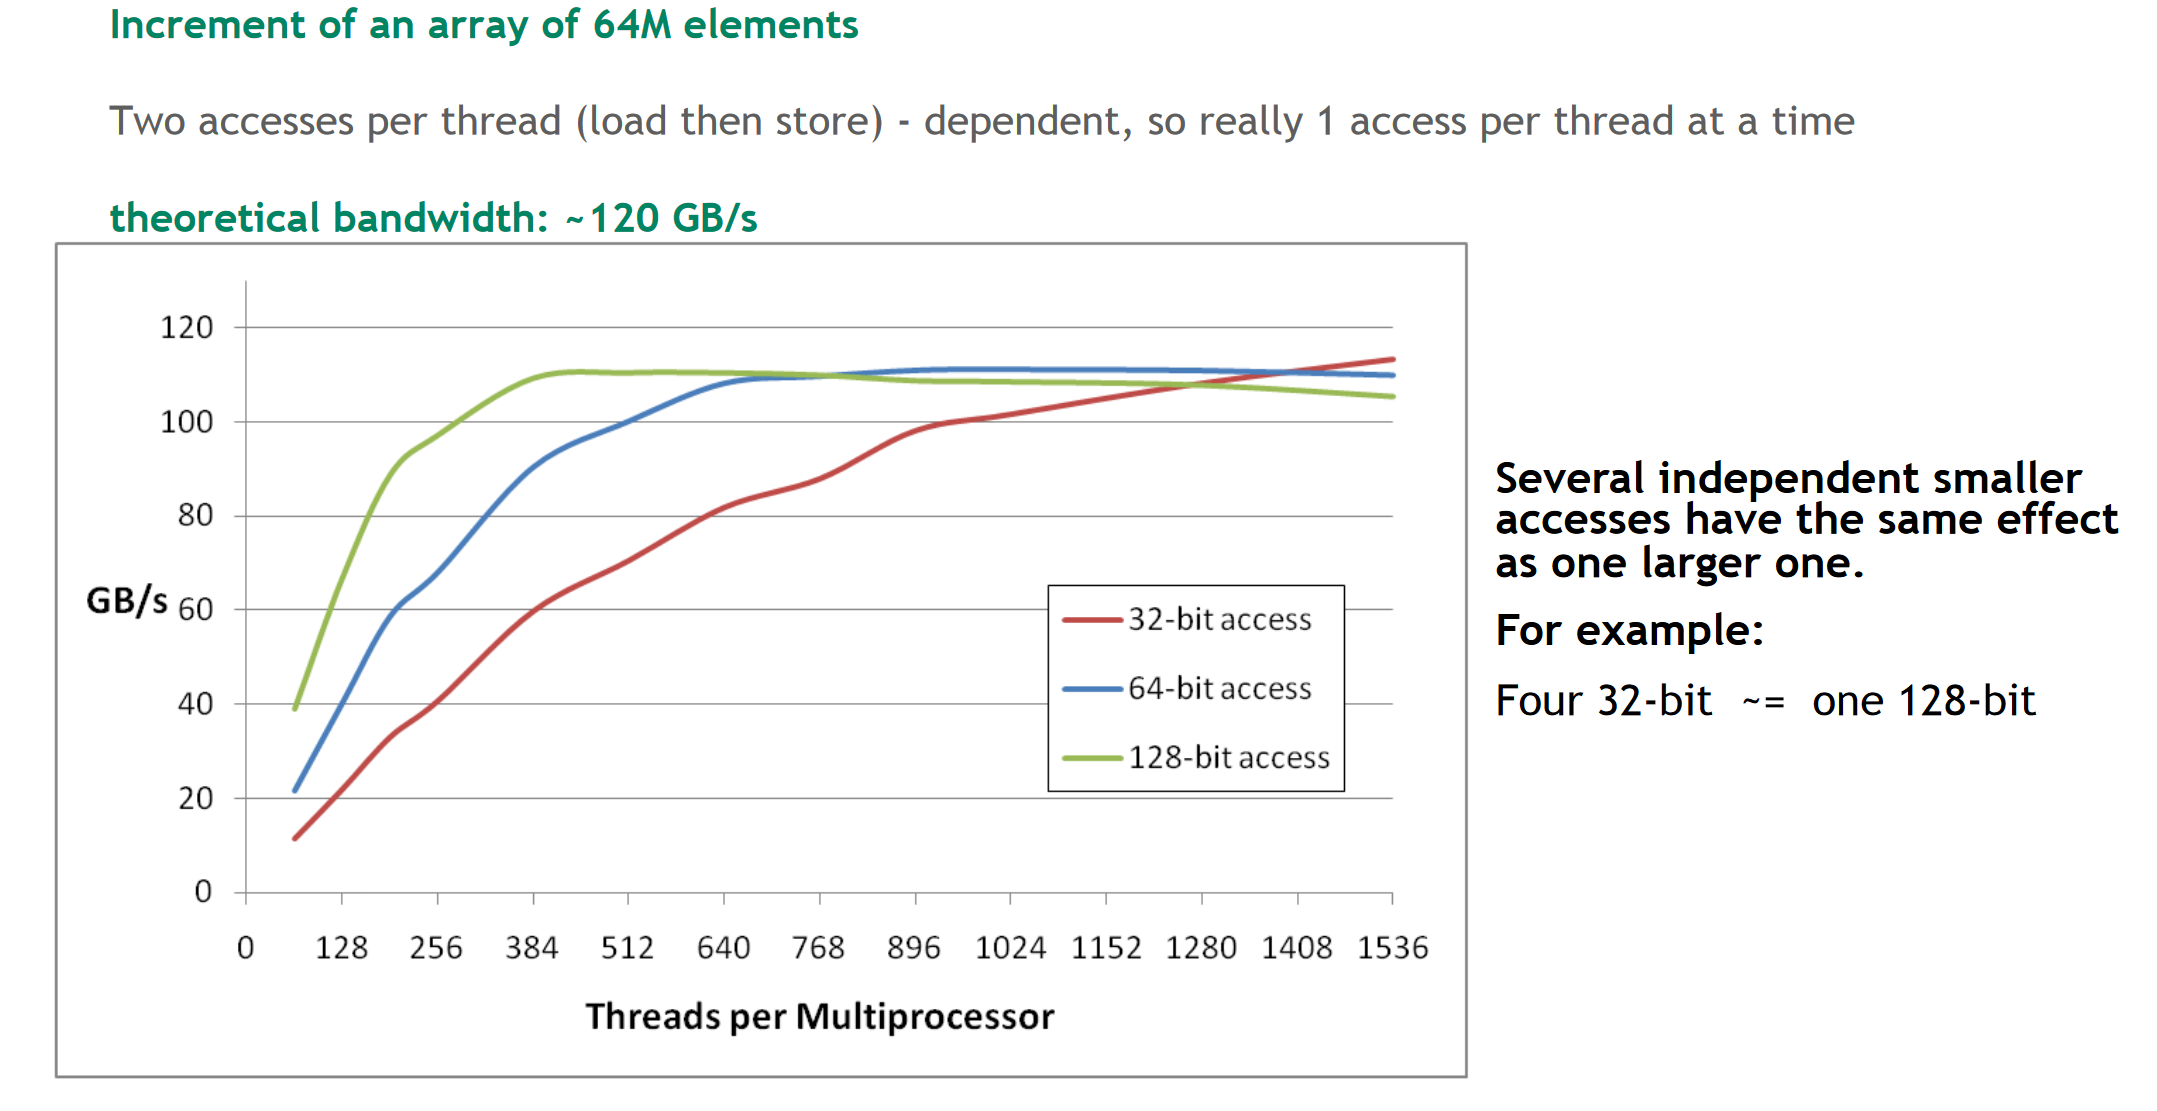 Increment of an array of 64M elements
Two accesses per thread (load then store) - dependent, so really 1 access per thread at a time
theoretical bandwidth: ~120 GB/s
120
100
80
60
40
20
0
GB/s
0 128 256 384 512 640 768 896 1024 1152 1280 1408 1536
Threads per Multiprocessor
32-bit access
64-bit access
128-bit access
Several independent smaller
accesses have the same effect
as one larger one.
For example:
Four 32-bit ~= one 128-bit